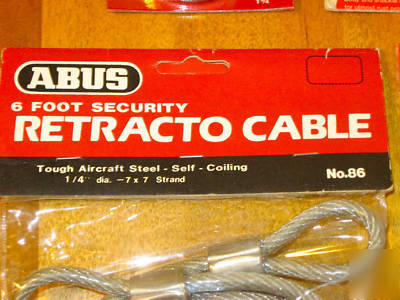 ABUS
6 FOOT SECURITY
RETRACTO CABLE
Tough Aircraft Steel - Self - Coiling
1/4" dia. - 7 x 7 Strand
No.86